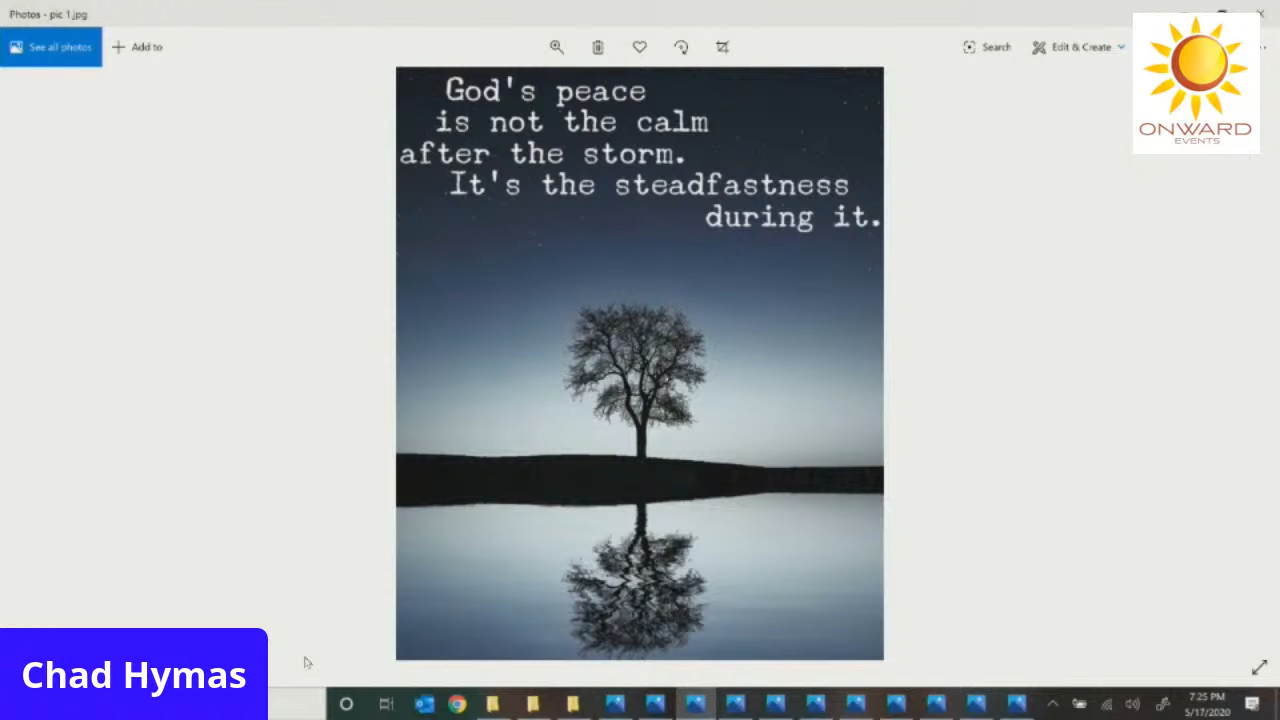 Photos - pic 1.jpg
See all photos
Add to
Search
Edit & Create
ONWARD
EVENTS
God's peace
is not the calm
after the storm.
It's the steadfastness
during it.
Chad Hymas
7:25 PM
5/17/2020